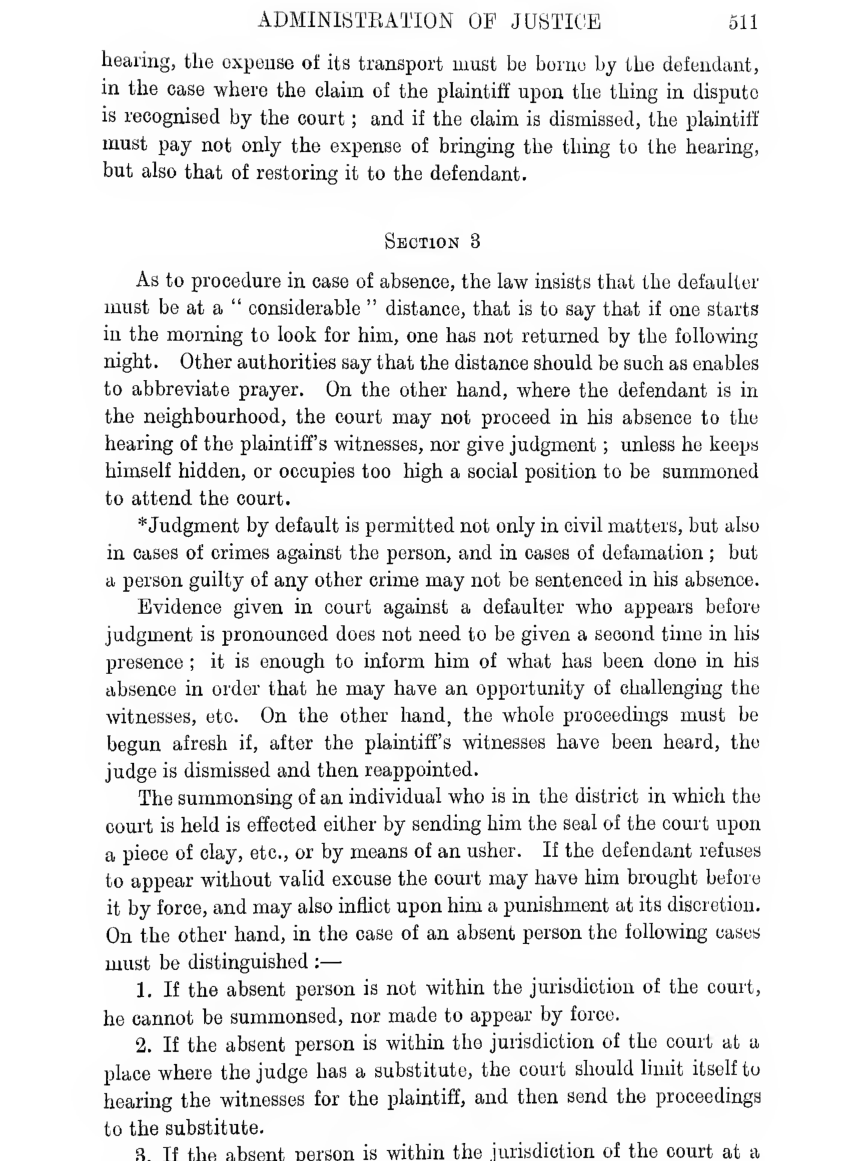 ADMINISTRATION OF JUSTICE 511
hearing, the expense of its transport must be borne by the defendant,
in the case where the claim of the plaintiff upon the thing in dispute
is recognised by the court ; and if the claim is dismissed, the plaintiff
must pay not only the expense of bringing the thing to the hearing,
but also that of restoring it to the defendant.
SECTION 3
As to procedure in case of absence, the law insists that the defaulter
must be at a “ considerable ” distance, that is to say that if one starts
in the morning to look for him, one has not returned by the following
night. Other authorities say that the distance should be such as enables
to abbreviate prayer. On the other hand, where the defendant is in
the neighbourhood, the court may not proceed in his absence to the
hearing of the plaintiff’s witnesses, nor give judgment ; unless he keeps
himself hidden, or occupies too high a social position to be summoned
to attend the court.
*Judgment by default is permitted not only in civil matters, but also
in cases of crimes against the person, and in cases of defamation ; but
a person guilty of any other crime may not be sentenced in his absence.
Evidence given in court against a defaulter who appears before
judgment is pronounced does not need to be given a second time in his
presence ; it is enough to inform him of what has been done in his
absence in order that he may have an opportunity of challenging the
witnesses, etc. On the other hand, the whole proceedings must be
begun afresh if, after the plaintiff’s witnesses have been heard, the
judge is dismissed and then reappointed.
The summonsing of an individual who is in the district in which the
court is held is effected either by sending him the seal of the court upon
a piece of clay, etc., or by means of an usher. If the defendant refuses
to appear without valid excuse the court may have him brought before
it by force, and may also inflict upon him a punishment at its discretion.
On the other hand, in the case of an absent person the following cases
must be distinguished :—
1. If the absent person is not within the jurisdiction of the court,
he cannot be summonsed, nor made to appear by force.
2. If the absent person is within the jurisdiction of the court at a
place where the judge has a substitute, the court should limit itself to
hearing the witnesses for the plaintiff, and then send the proceedings
to the substitute.
3. If the absent person is within the jurisdiction of the court at a